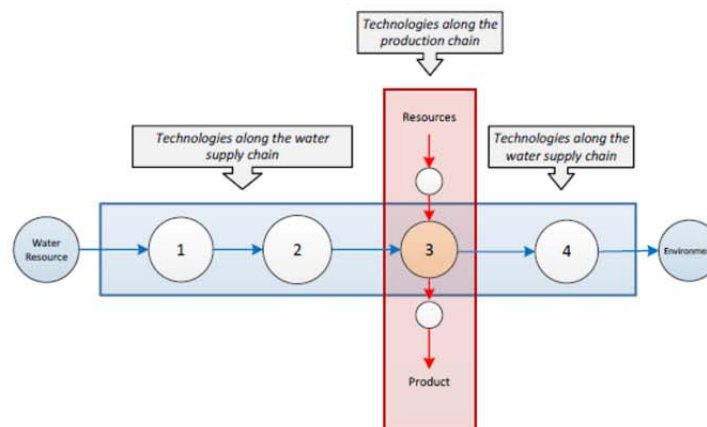 Technologies along the
production chain
Technologies along the water
supply chain
Technologies along the
water supply chain
Resources
Water
Resource
1
2
3
4
Environmen
Product